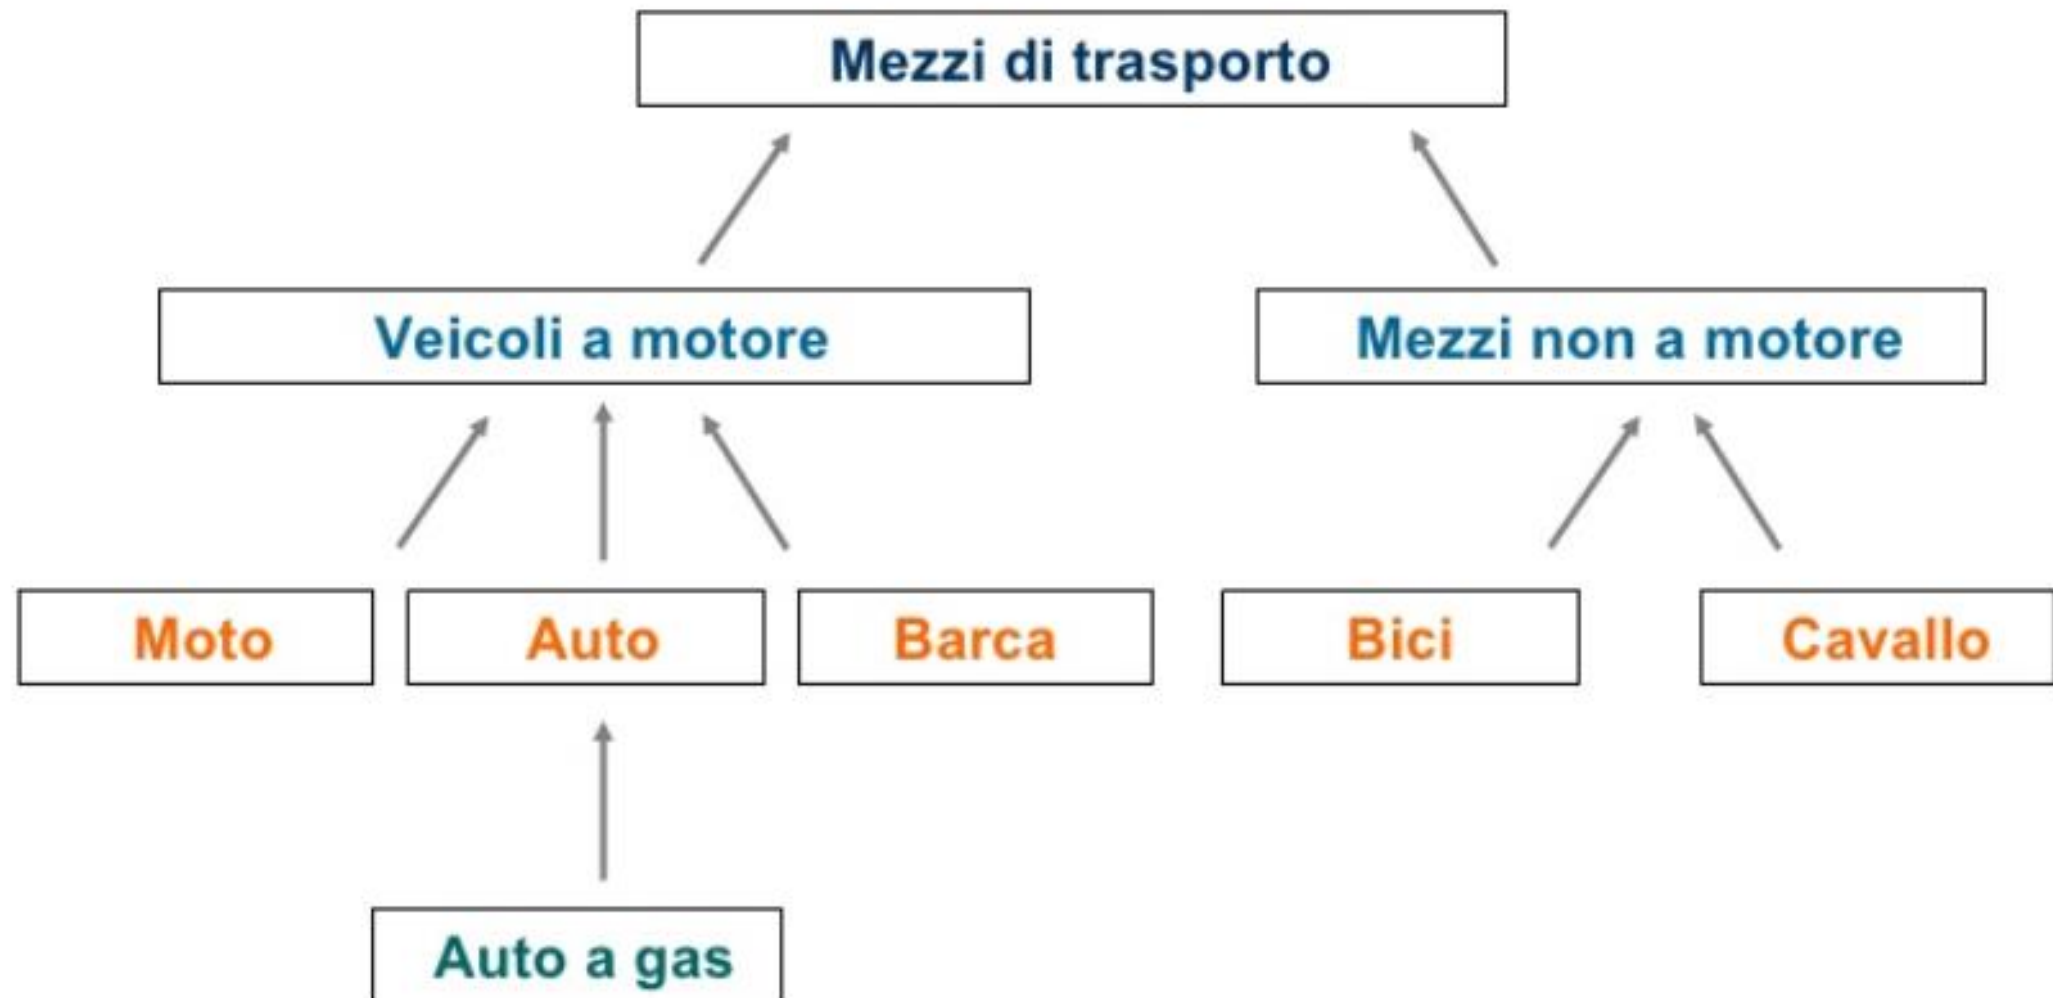 Mezzi di trasporto
Veicoli a motore
Mezzi non a motore
Moto
Auto
Barca
Bici
Cavallo
Auto a gas